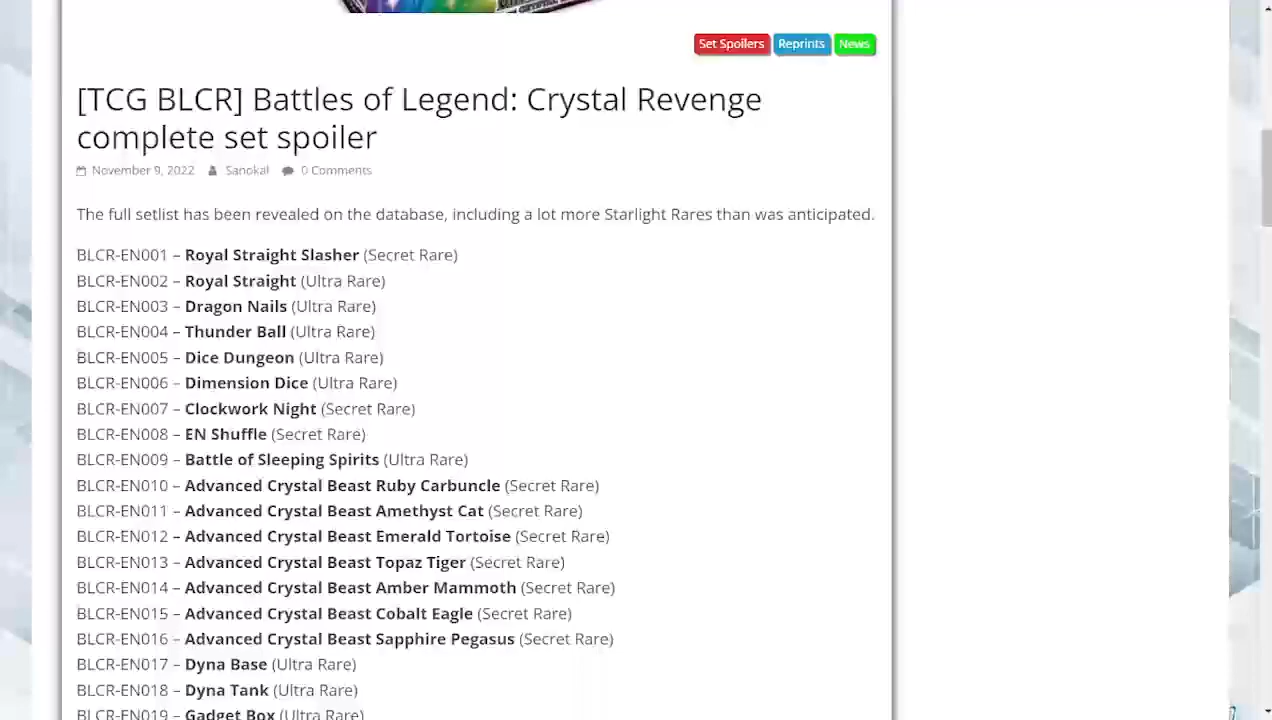 Set Spoilers Reprints News
[TCG BLCR] Battles of Legend: Crystal Revenge
complete set spoiler
November 9, 2022 Sanokal 0 Comments
The full setlist has been revealed on the database, including a lot more Starlight Rares than was anticipated.
BLCR-EN001 – Royal Straight Slasher (Secret Rare)
BLCR-EN002 – Royal Straight (Ultra Rare)
BLCR-EN003 – Dragon Nails (Ultra Rare)
BLCR-EN004 – Thunder Ball (Ultra Rare)
BLCR-EN005 – Dice Dungeon (Ultra Rare)
BLCR-EN006 – Dimension Dice (Ultra Rare)
BLCR-EN007 – Clockwork Night (Secret Rare)
BLCR-EN008 – EN Shuffle (Secret Rare)
BLCR-EN009 – Battle of Sleeping Spirits (Ultra Rare)
BLCR-EN010 – Advanced Crystal Beast Ruby Carbuncle (Secret Rare)
BLCR-EN011 – Advanced Crystal Beast Amethyst Cat (Secret Rare)
BLCR-EN012 – Advanced Crystal Beast Emerald Tortoise (Secret Rare)
BLCR-EN013 – Advanced Crystal Beast Topaz Tiger (Secret Rare)
BLCR-EN014 – Advanced Crystal Beast Amber Mammoth (Secret Rare)
BLCR-EN015 – Advanced Crystal Beast Cobalt Eagle (Secret Rare)
BLCR-EN016 – Advanced Crystal Beast Sapphire Pegasus (Secret Rare)
BLCR-EN017 – Dyna Base (Ultra Rare)
BLCR-EN018 – Dyna Tank (Ultra Rare)
BLCR-EN019 – Gadget Box (Ultra Rare)